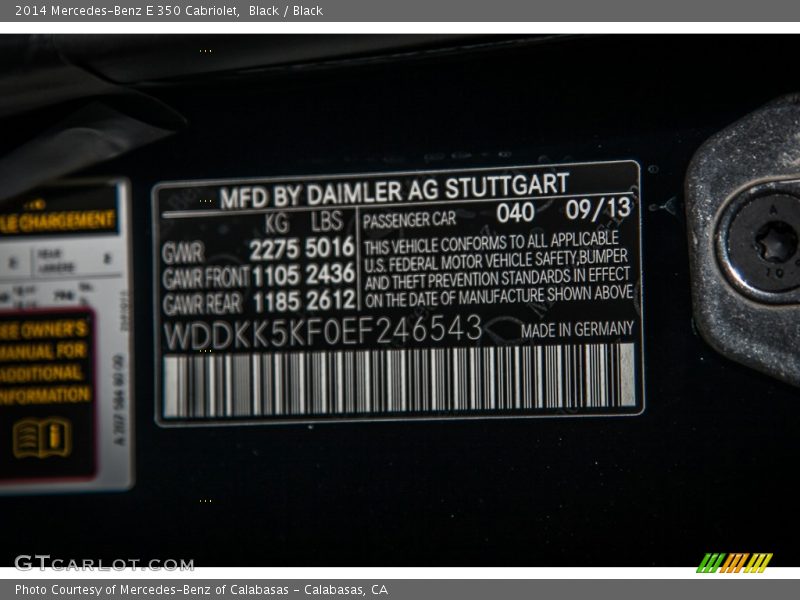 2014 Mercedes-Benz E 350 Cabriolet,  Black / Black
MFD BY DAIMLER AG STUTTGART
KG LBS
GWR 2275 5016
GAWR FRONT 1105 2436
GAWR REAR 1185 2612
PASSENGER CAR 040 09/13
THIS VEHICLE CONFORMS TO ALL APPLICABLE
U.S. FEDERAL MOTOR VEHICLE SAFETY,BUMPER
AND THEFT PREVENTION STANDARDS IN EFFECT
ON THE DATE OF MANUFACTURE SHOWN ABOVE
WDDKK5KF0EF246543 MADE IN GERMANY
LE CHARGEMENT
SEE OWNER'S
MANUAL FOR
ADDITIONAL
INFORMATION
GTCARLOT.COM
Photo Courtesy of Mercedes-Benz of Calabasas - Calabasas, CA